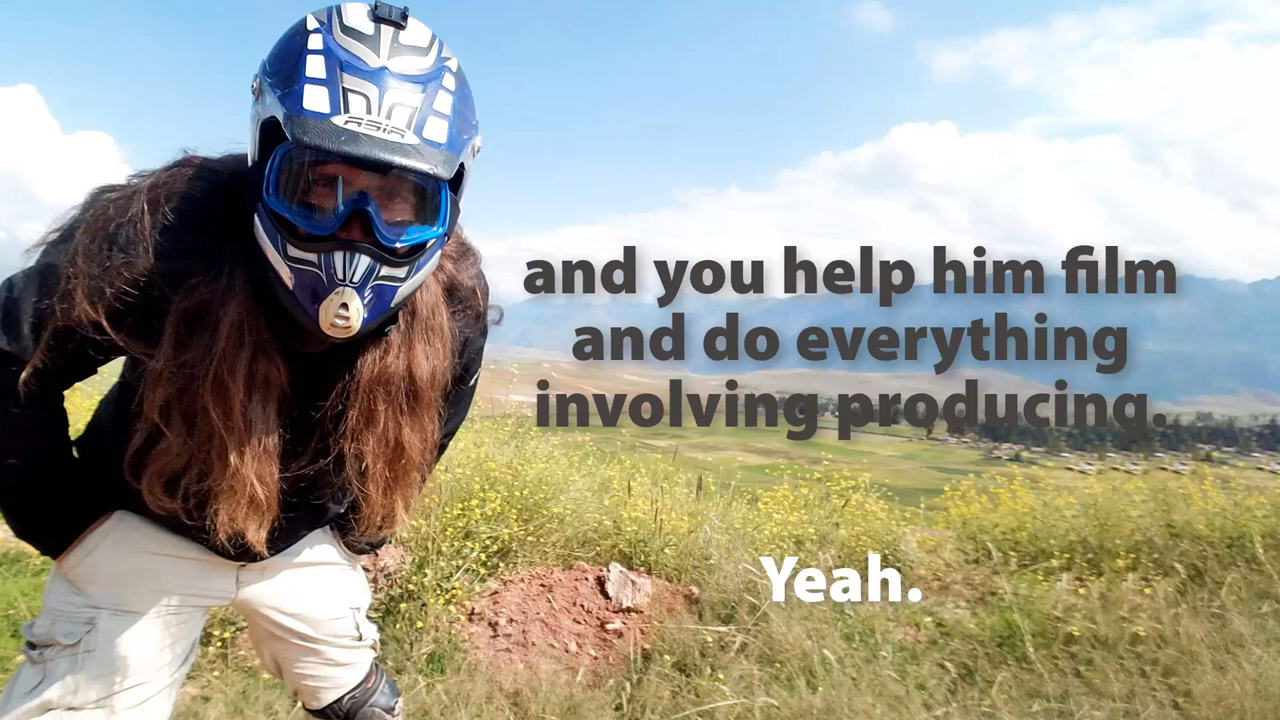 ASIA
and you help him film
and do everything
involving producing.
Yeah.